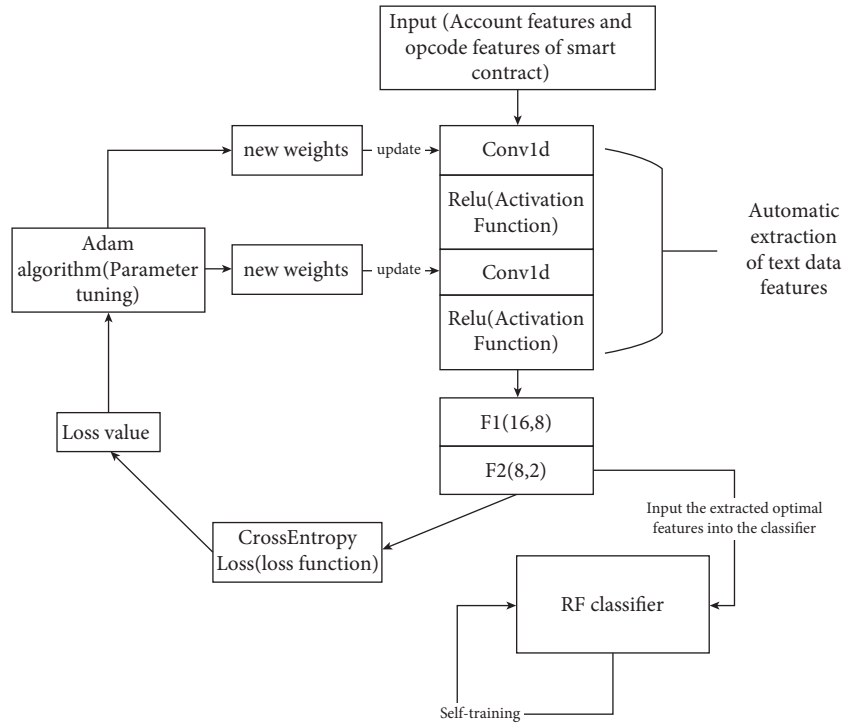 Input (Account features and
opcode features of smart
contract)
new weights
update
Conv1d
Relu(Activation
Function)
Adam
algorithm(Parameter
tuning)
new weights
update
Conv1d
Relu(Activation
Function)
Automatic
extraction
of text data
features
F1(16,8)
Loss value
F2(8,2)
Input the extracted optimal
features into the classifier
CrossEntropy
Loss(loss function)
RF classifier
Self-training